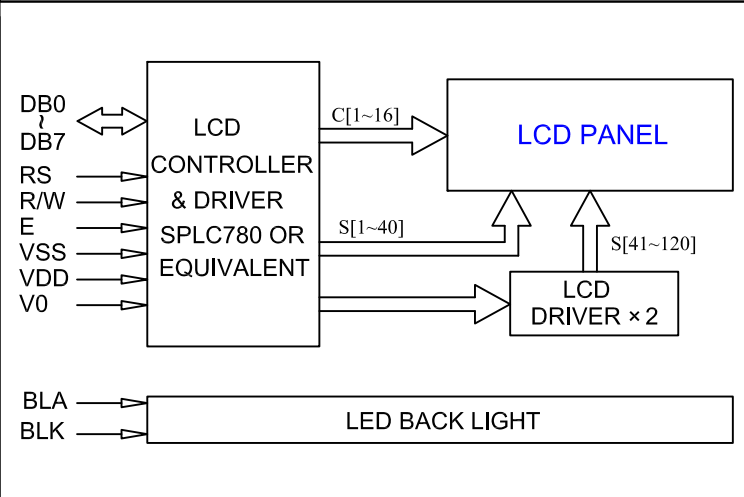 DB0
~
DB7
RS
R/W
E
VSS
VDD
V0
LCD
CONTROLLER
& DRIVER
SPLC780 OR
EQUIVALENT
C[1~16]
S[1~40]
LCD PANEL
S[41~120]
LCD
DRIVER × 2
BLA
BLK
LED BACK LIGHT